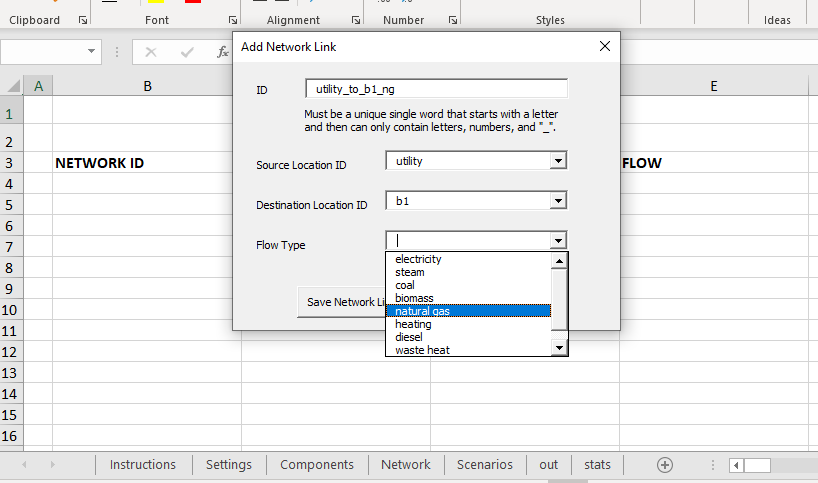 Clipboard Font Alignment Number Styles Ideas
Add Network Link
fx
ID utility_to_b1_ng
Must be a unique single word that starts with a letter
and then can only contain letters, numbers, and "_".
Source Location ID utility
Destination Location ID b1
Flow Type
electricity
steam
coal
biomass
natural gas
heating
diesel
waste heat
Save Network Li
A B E
1
2
3 NETWORK ID FLOW
4
5
6
7
8
9
10
11
12
13
14
15
16
Instructions Settings Components Network Scenarios out stats